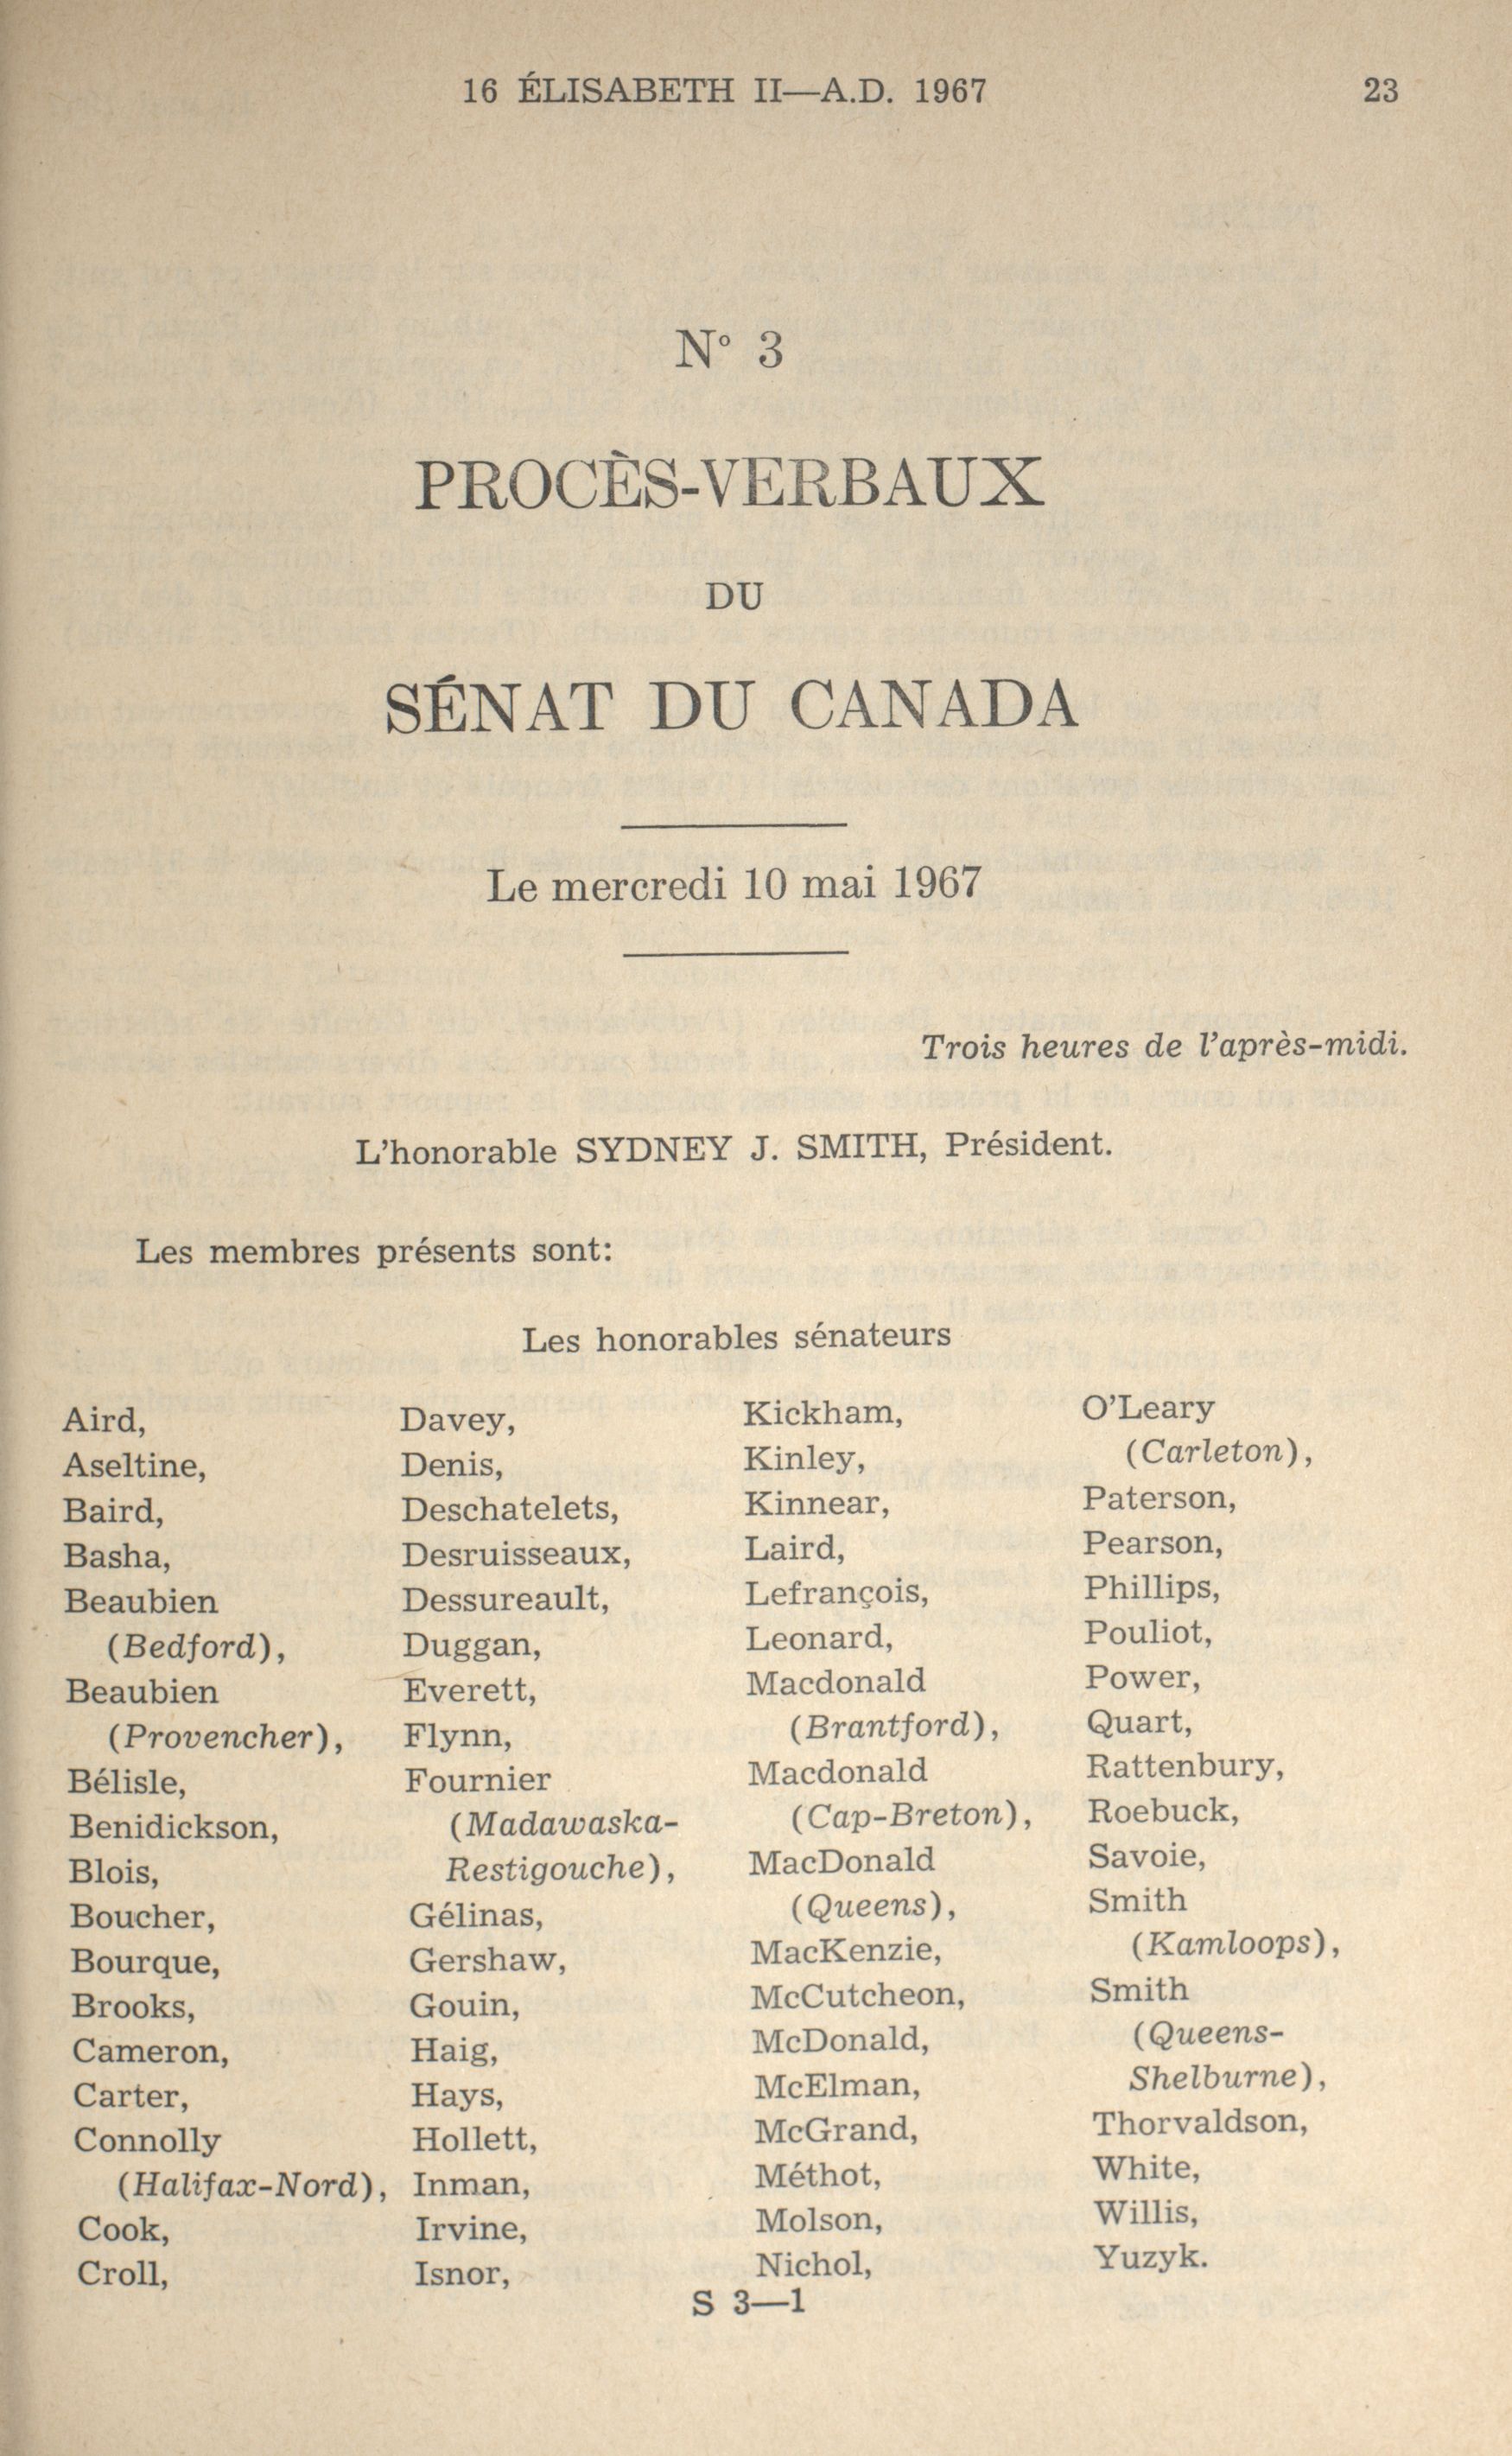 16 ÉLISABETH II—A.D. 1967
23
N° 3
PROCÈS-VERBAUX
DU
SÉNAT DU CANADA
Le mercredi 10 mai 1967
Trois heures de l'après-midi.
L'honorable SYDNEY J. SMITH, Président.
Les membres présents sont:
Les honorables sénateurs
Aird,
Aseltine,
Baird,
Basha,
Beaubien
(Bedford),
Beaubien
(Provencher),
Bélisle,
Benidickson,
Blois,
Boucher,
Bourque,
Brooks,
Cameron,
Carter,
Connolly
(Halifax-Nord),
Cook,
Croll,
Davey,
Denis,
Deschatelets,
Desruisseaux,
Dessureault,
Duggan,
Everett,
Flynn,
Fournier
(Madawaska-
Restigouche),
Gélinas,
Gershaw,
Gouin,
Haig,
Hays,
Hollett,
Inman,
Irvine,
Isnor,
Kickham,
Kinley,
Kinnear,
Laird,
Lefrançois,
Leonard,
Macdonald
(Brantford),
Macdonald
(Cap-Breton),
MacDonald
(Queens),
MacKenzie,
McCutcheon,
McDonald,
McElman,
McGrand,
Méthot,
Molson,
Nichol,
O'Leary
(Carleton),
Paterson,
Pearson,
Phillips,
Pouliot,
Power,
Quart,
Rattenbury,
Roebuck,
Savoie,
Smith
(Kamloops),
Smith
(Queens-
Shelburne),
Thorvaldson,
White,
Willis,
Yuzyk.
S 3—1